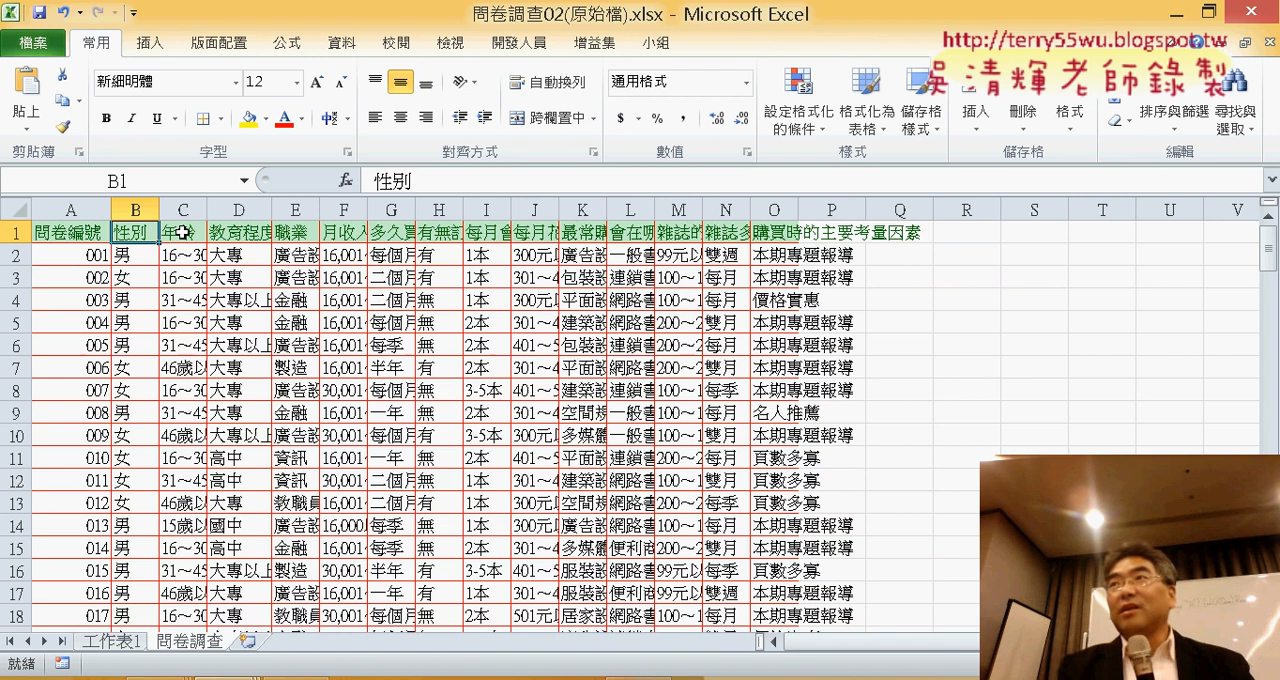 問卷調查02(原始檔).xlsx - Microsoft Excel
檔案 常用 插入 版面配置 公式 資料 校閱 檢視 開發人員 增益集 小組
http://terry55wu.blogspot.tw
吳清輝老師錄製
新細明體 12 自動換列 通用格式
貼上 B I U A 跨欄置中 $ % , 設定格式化的條件 格式化為表格 儲存格樣式 插入 刪除 格式 排序與篩選 尋找與選取
剪貼簿 字型 對齊方式 數值 樣式 儲存格 編輯
B1 fx 性別
A B C D E F G H I J K L M N O P Q R S T U V
1 問卷編號 性別 教育程度 職業 月收入 多久買 每月會 每月花 最常購 雜誌的 雜誌多 購買時的主要考量因素
2 001 男 16～30 大專 廣告設 16,001 每個月 有 1本 300元以 廣告設 一般書 99元以 雙週 本期專題報導
3 002 女 16～30 大專 包裝設 16,001 二個月 有 1本 301～4 包裝設 連鎖書 100～1 每月 本期專題報導
4 003 男 31～45 大專以上 金融 16,001 二個月 無 1本 300元以 平面設 網路書 100～1 每月 價格實惠
5 004 男 16～30 大專 金融 16,001 每個月 無 2本 301～4 建築設 網路書 200～2 雙月 本期專題報導
6 005 男 31～45 大專以上 廣告設 16,001 每季 無 2本 401～5 包裝設 網路書 200～2 雙月 本期專題報導
7 006 女 46歲以 大專 製造 16,001 半年 有 2本 301～4 平面設 網路書 200～2 雙月 本期專題報導
8 007 女 16～30 大專 廣告設 30,001 每個月 無 3-5本 401～5 建築設 連鎖書 100～1 每季 本期專題報導
9 008 男 31～45 大專 金融 16,001 一年 無 2本 301～4 空間規 一般書 100～1 每月 名人推薦
10 009 女 46歲以 大專以上 廣告設 30,001 每個月 有 3-5本 300元以 多媒體 一般書 100～1 雙月 本期專題報導
11 010 女 16～30 高中 資訊 16,001 一年 無 2本 401～5 平面設 連鎖書 200～2 雙月 頁數多寡
12 011 女 31～45 高中 資訊 30,001 二個月 無 1本 301～4 服裝設 網路書 100～1 每月 頁數多寡
13 012 女 46歲以 大專 教職員 16,001 二個月 有 1本 300元以 空間規 網路書 200～2 每季 頁數多寡
14 013 男 15歲以 國中 廣告設 16,000 每季 無 1本 300元以 廣告設 網路書 100～1 每月 本期專題報導
15 014 男 16～30 高中 金融 16,001 每季 無 2本 301～4 多媒體 便利商 200～2 雙月 本期專題報導
16 015 男 31～45 大專以上 製造 30,001 半年 有 3-5本 401～5 服裝設 網路書 99元以 每季 頁數多寡
17 016 男 46歲以 大專 資訊 16,001 一年 有 1本 301～4 服裝設 便利商 99元以 雙週 本期專題報導
18 017 男 16～30 大專 教職員 30,001 每個月 無 2本 501元以 居家設 網路書 100～1 每月 本期專題報導
工作表1 問卷調查
就緒